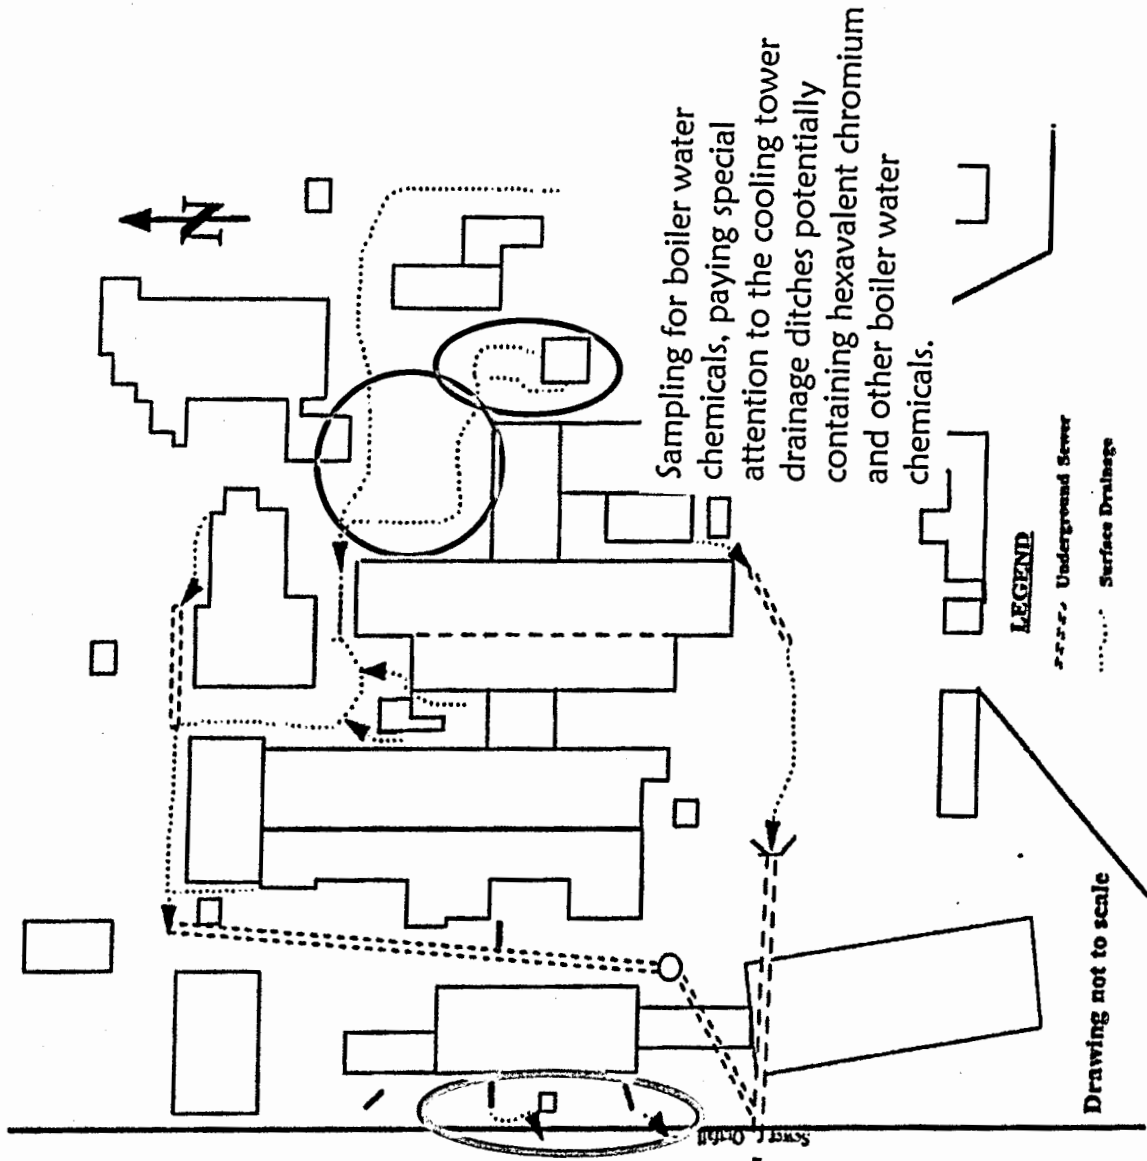 N
Sampling for boiler water
chemicals, paying special
attention to the cooling tower
drainage ditches potentially
containing hexavalent chromium
and other boiler water
chemicals.
LEGEND
Underground Sewer
Surface Drainage
Drawing not to scale
Sewer
Outfall